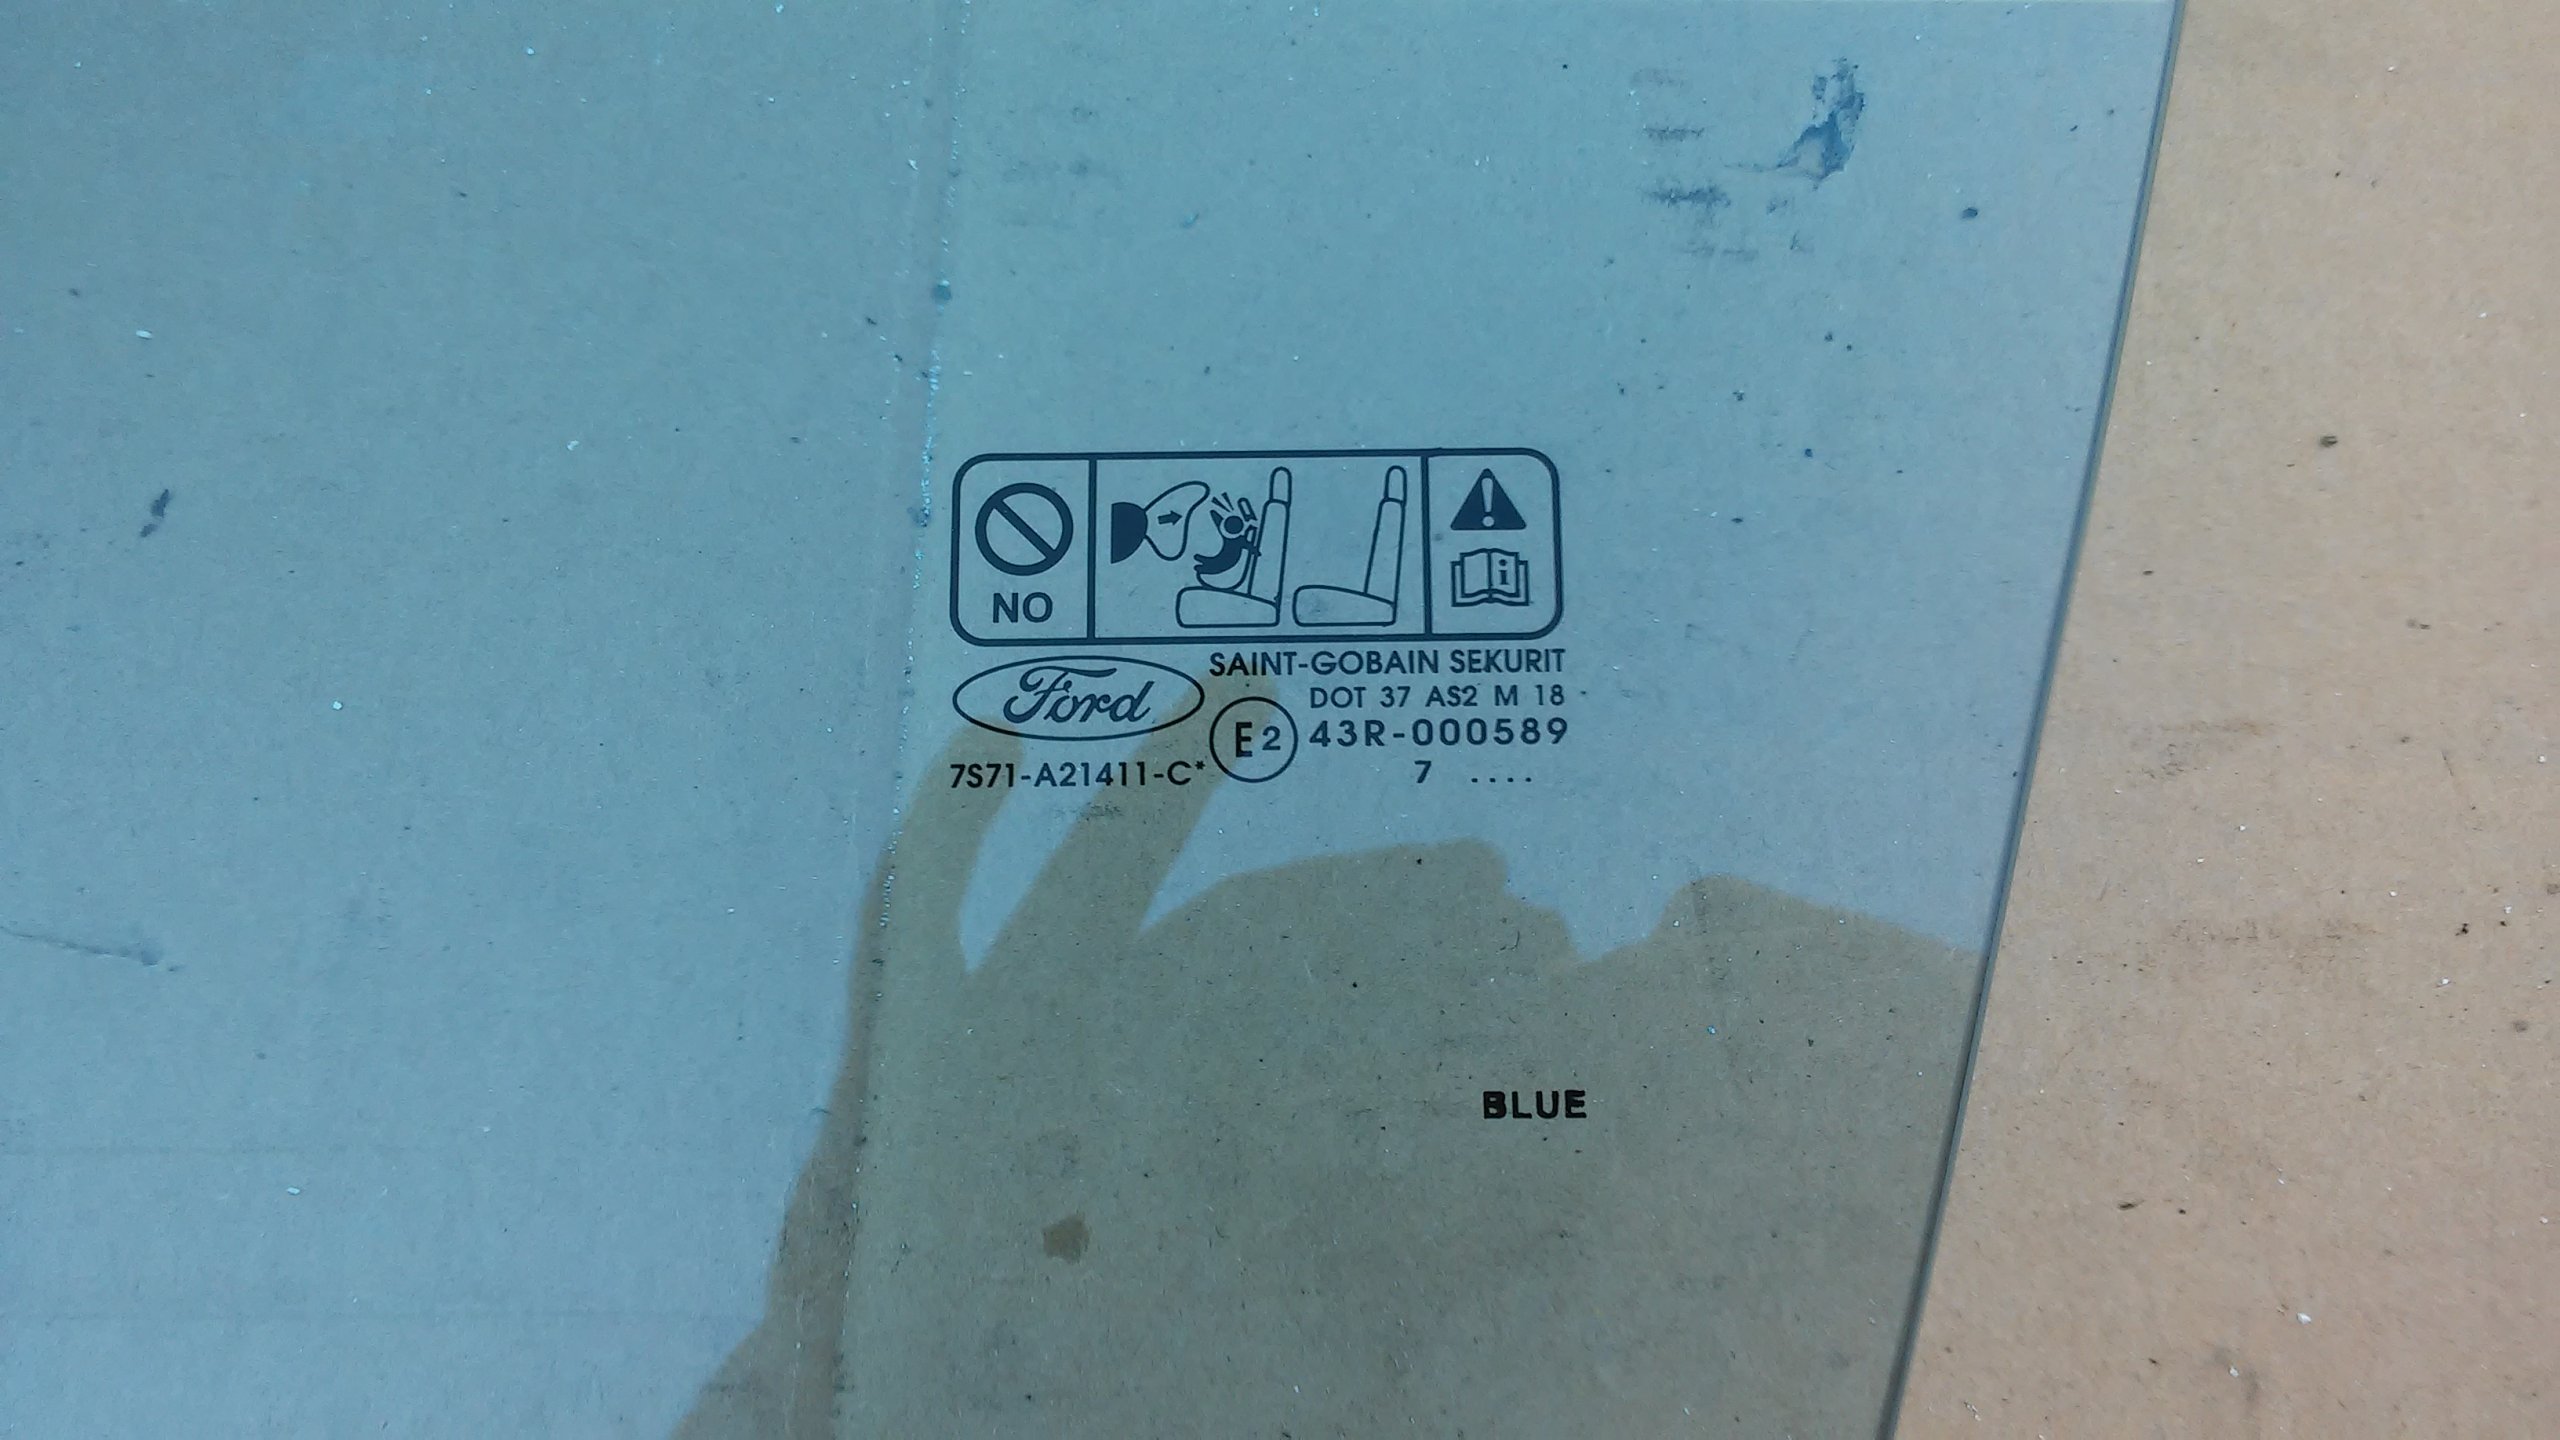 NO
Ford
SAINT-GOBAIN SEKURIT
DOT 37 AS2 M 18
E2 43R-000589
7S71-A21411-C*
7 ....
BLUE